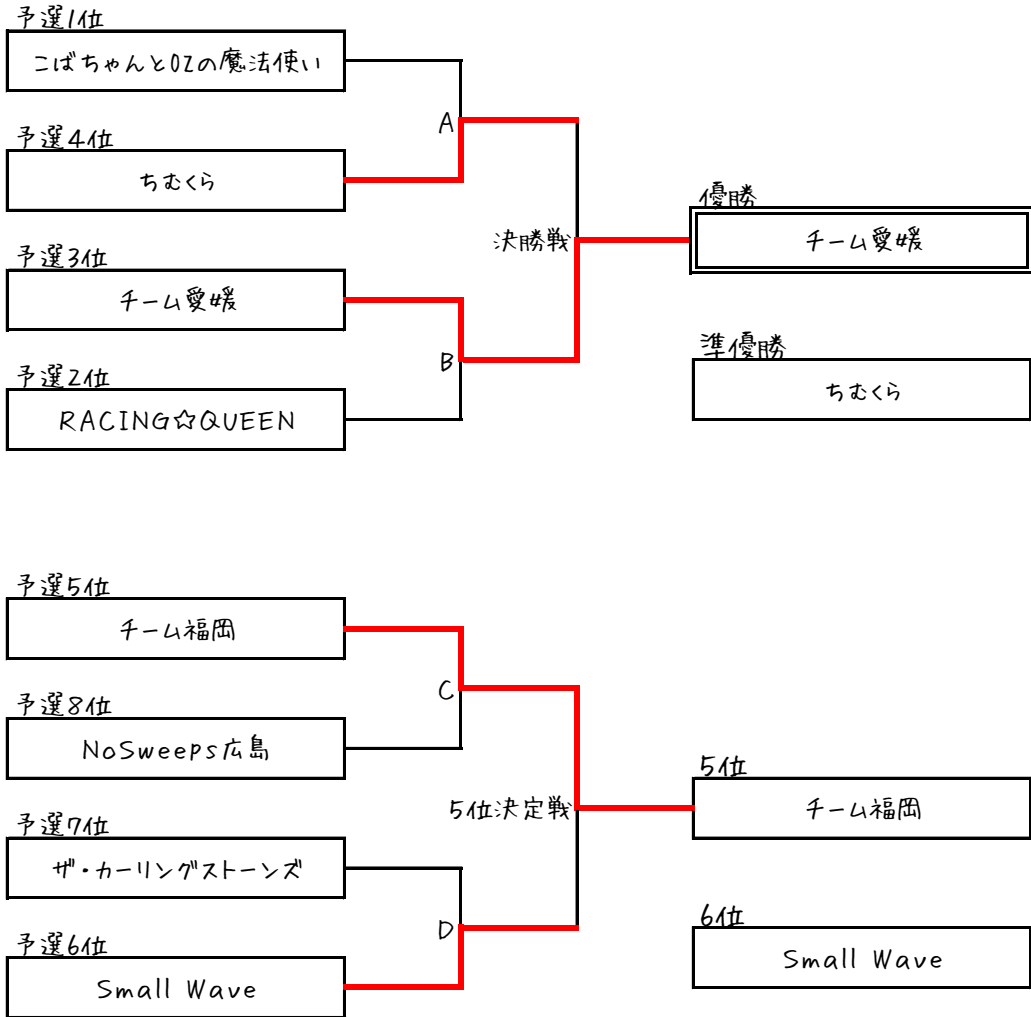 予選1位
こばちゃんとOZの魔法使い
A
予選4位
ちむくら
決勝戦
優勝
チーム愛媛
予選3位
チーム愛媛
B
準優勝
ちむくら
予選2位
RACING☆QUEEN
予選5位
チーム福岡
C
予選8位
NoSweeps広島
5位決定戦
5位
チーム福岡
予選7位
ザ・カーリングストーンズ
D
6位
Small Wave
予選6位
Small Wave